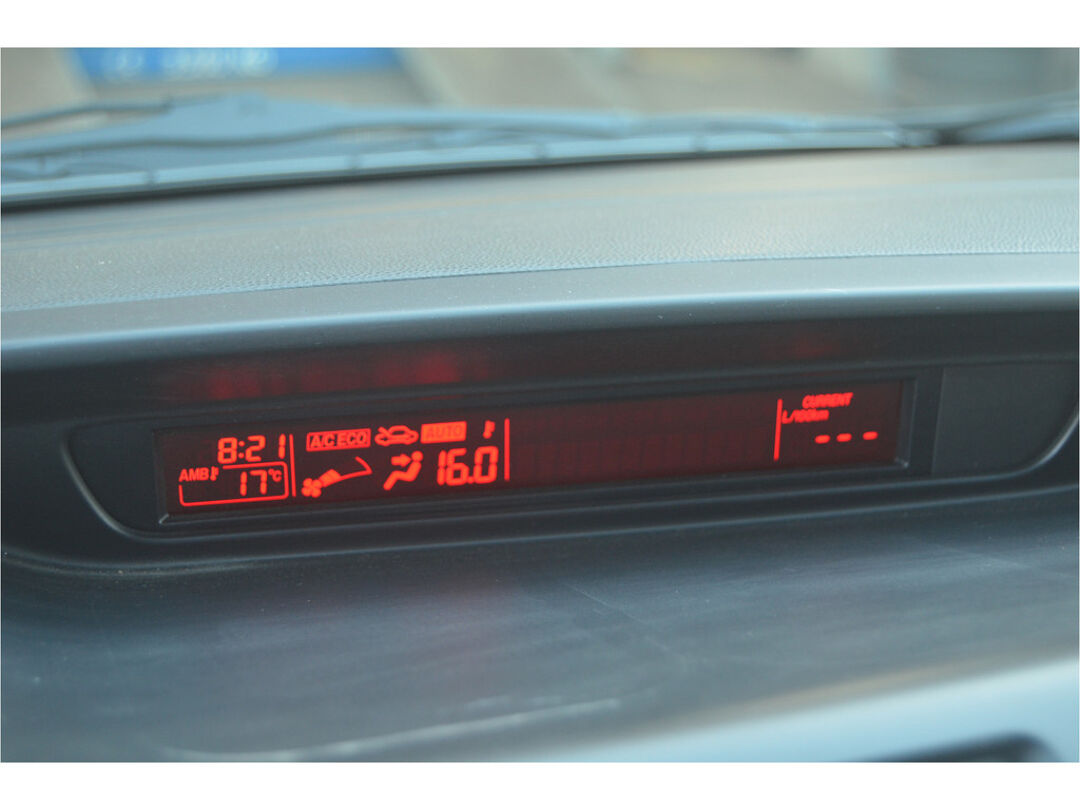 8:21
AMB 17°C
A/C ECO AUTO
16.0
CURRENT
L/100km
---